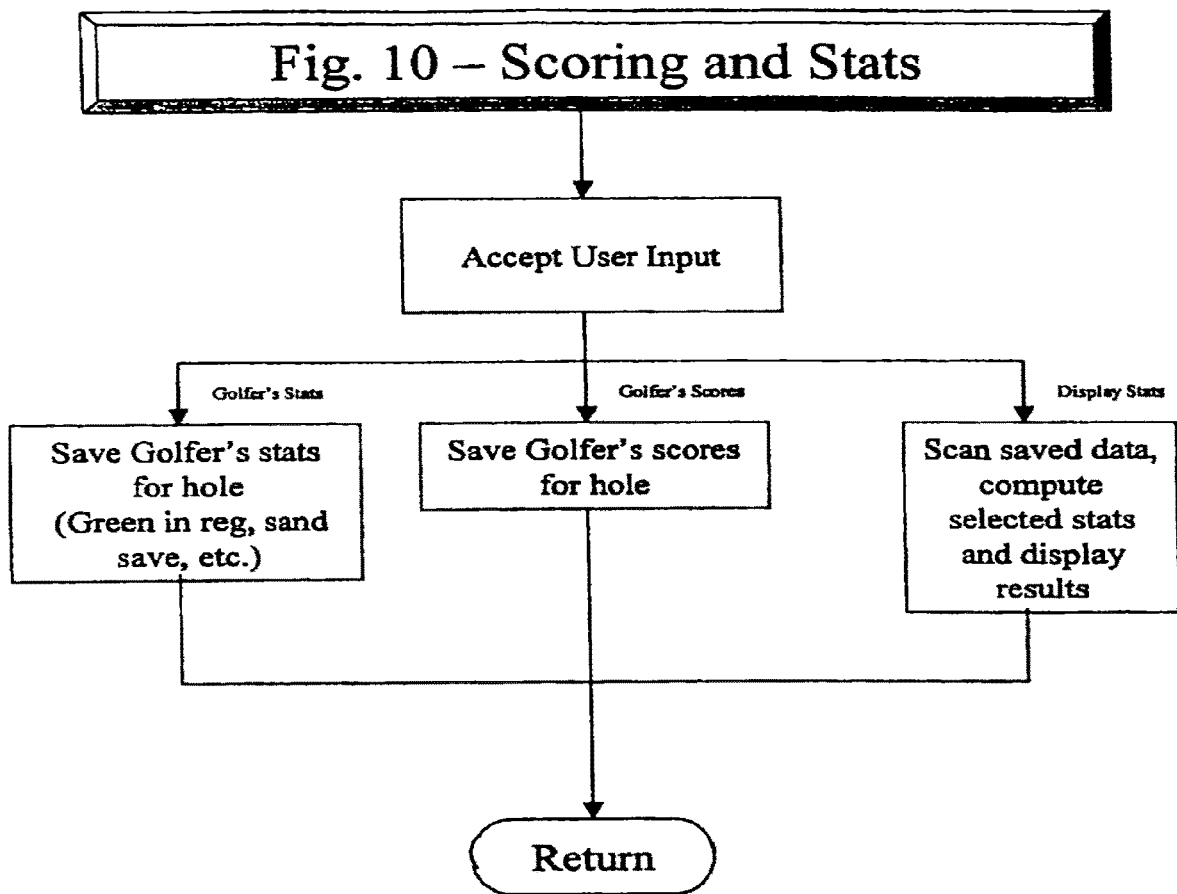 Fig. 10 – Scoring and Stats
Accept User Input
Golfer's Stats
Golfer's Scores
Display Stats
Save Golfer's stats
for hole
(Green in reg, sand
save, etc.)
Save Golfer's scores
for hole
Scan saved data,
compute
selected stats
and display
results
Return